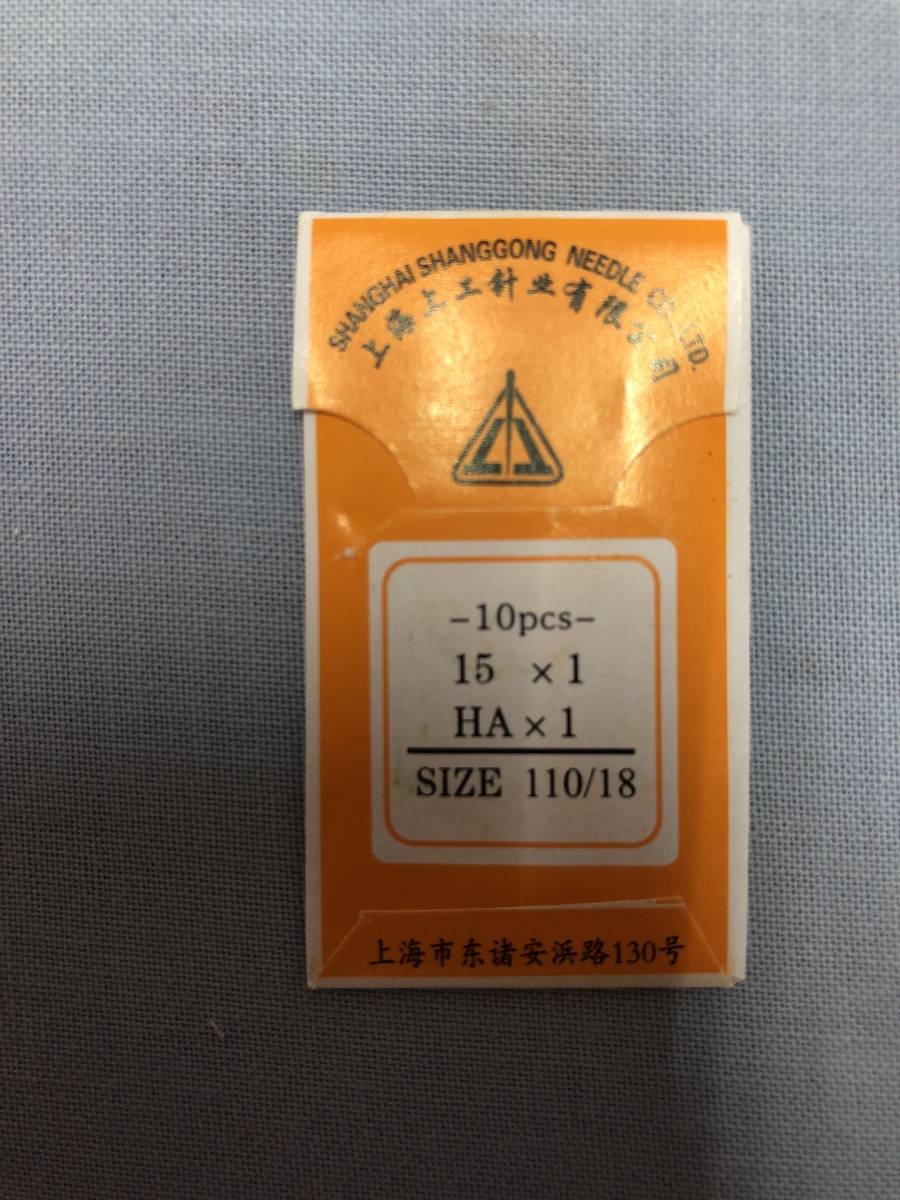 SHANGHAI SHANGGONG NEEDLE CO., LTD.
上海上工针业有限公司
-10pcs-
15 × 1
HA × 1
SIZE 110/18
上海市东诸安浜路130号